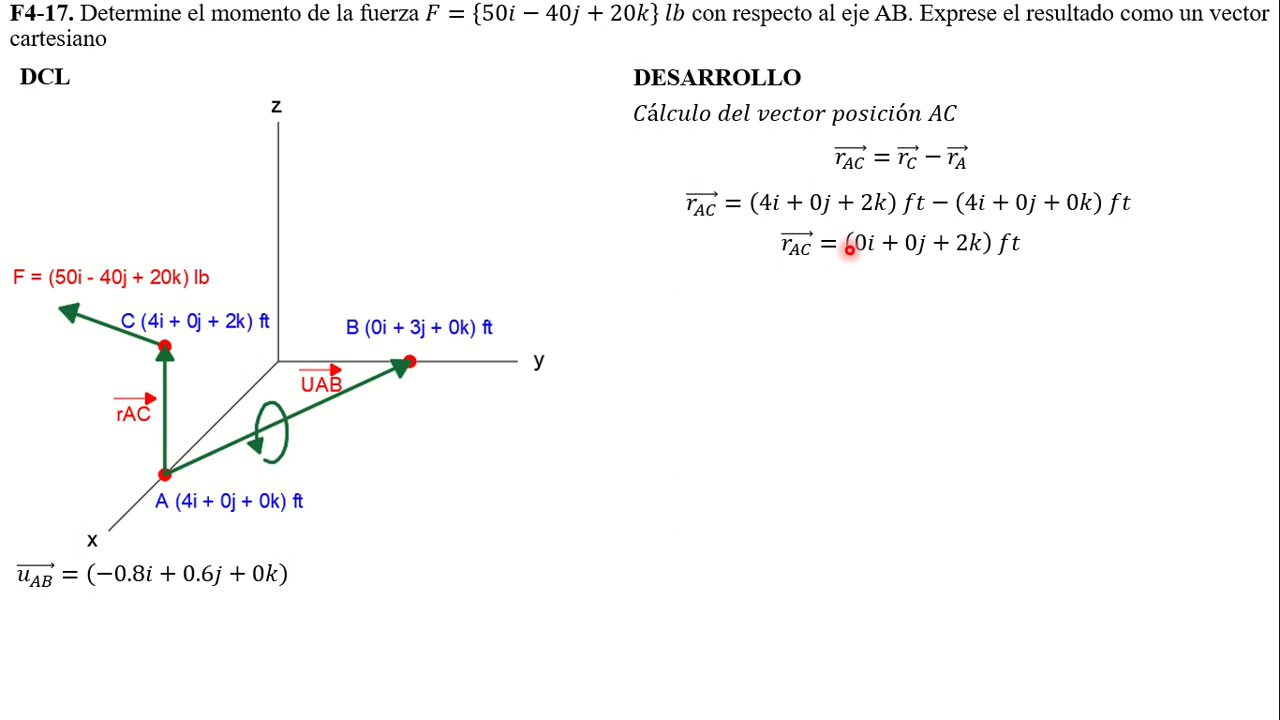 F4-17. Determine el momento de la fuerza F = {50i − 40j + 20k} lb con respecto al eje AB. Exprese el resultado como un vector
cartesiano
DCL
DESARROLLO
Cálculo del vector posición AC
r_AC = r_C − r_A
r_AC = (4i + 0j + 2k) ft − (4i + 0j + 0k) ft
r_AC = (0i + 0j + 2k) ft
z
F = (50i - 40j + 20k) lb
C (4i + 0j + 2k) ft
B (0i + 3j + 0k) ft
y
UAB
rAC
A (4i + 0j + 0k) ft
x
u_AB = (−0.8i + 0.6j + 0k)